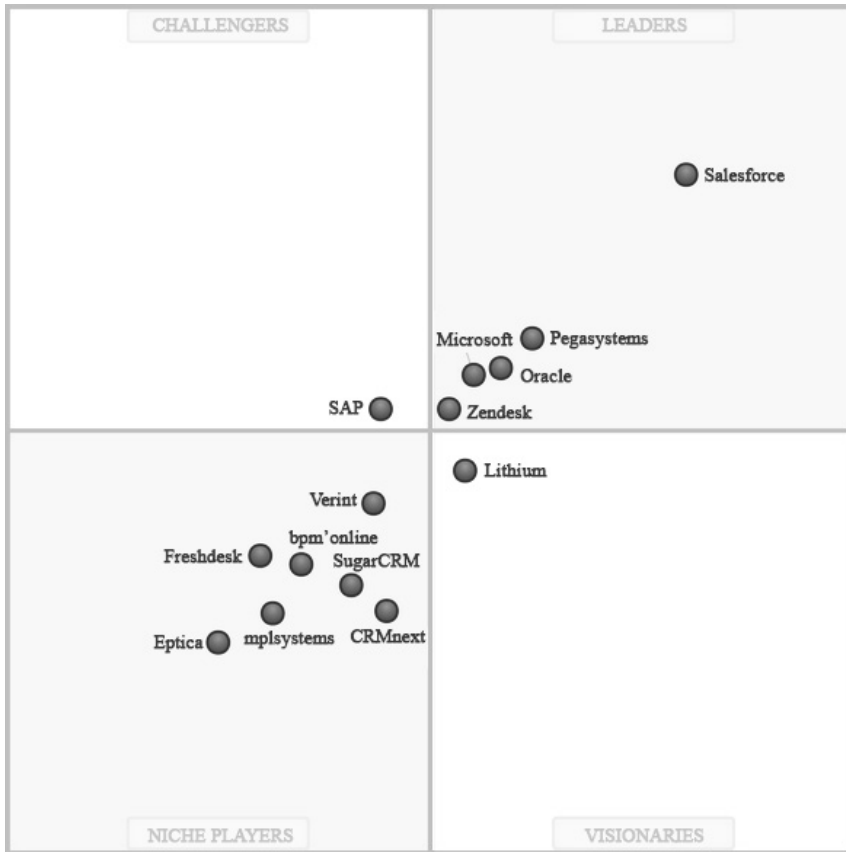 CHALLENGERS
LEADERS
Salesforce
Microsoft
Pegasystems
Oracle
SAP
Zendesk
Lithium
Verint
bpm’online
Freshdesk
SugarCRM
Eptica
mplsystems
CRMnext
NICHE PLAYERS
VISIONARIES